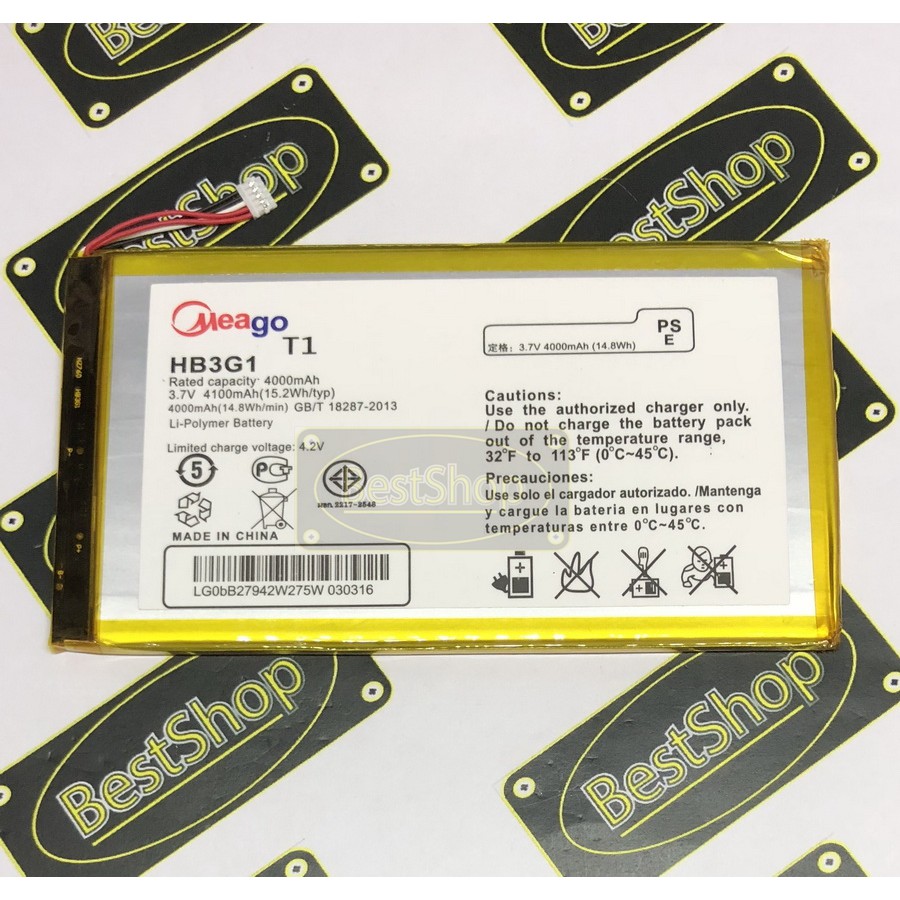 BestShop
BestShop
BestShop
BestShop
Meago
T1
HB3G1
Rated capacity: 4000mAh
3.7V 4100mAh(15.2Wh/typ)
4000mAh(14.8Wh/min) GB/T 18287-2013
Li-Polymer Battery
Limited charge voltage: 4.2V
5
MADE IN CHINA
LG0bB27942W275W 030316
定格: 3.7V 4000mAh (14.8Wh)
PS
E
Cautions:
Use the authorized charger only.
/ Do not charge the battery pack
out of the temperature range,
32°F to 113°F (0°C~45°C).
Precauciones:
Use solo el cargador autorizado. /Mantenga
y cargue la bateria en lugares con
temperaturas entre 0°C~45°C.
BestShop
BestShop
BestShop